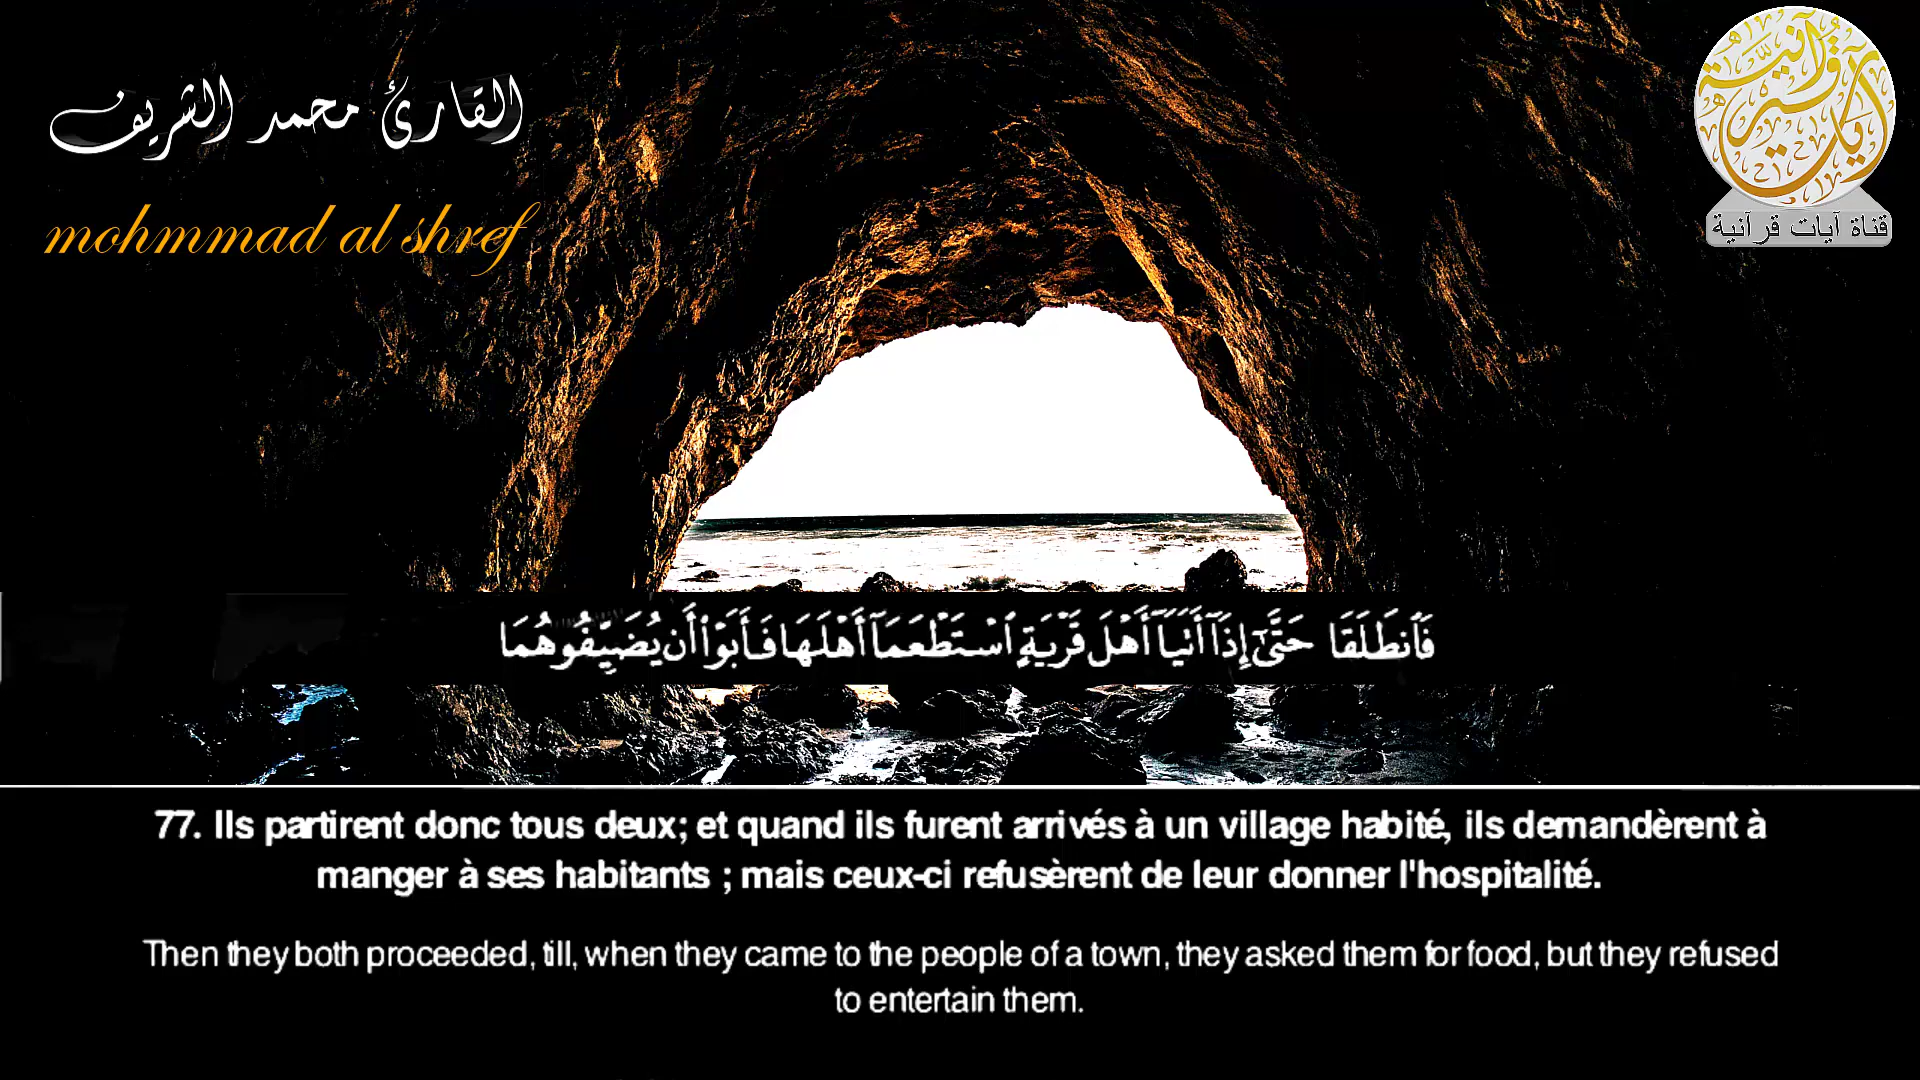 القارئ محمد الشريف
mohmmad al shref
آيات قرآنية
قناة آيات قرآنية
فَٱنطَلَقَا حَتَّىٰٓ إِذَآ أَتَيَآ أَهْلَ قَرْيَةٍ ٱسْتَطْعَمَآ أَهْلَهَا فَأَبَوْا۟ أَن يُضَيِّفُوهُمَا
77. Ils partirent donc tous deux; et quand ils furent arrivés à un village habité, ils demandèrent à
manger à ses habitants ; mais ceux-ci refusèrent de leur donner l'hospitalité.
Then they both proceeded, till, when they came to the people of a town, they asked them for food, but they refused
to entertain them.